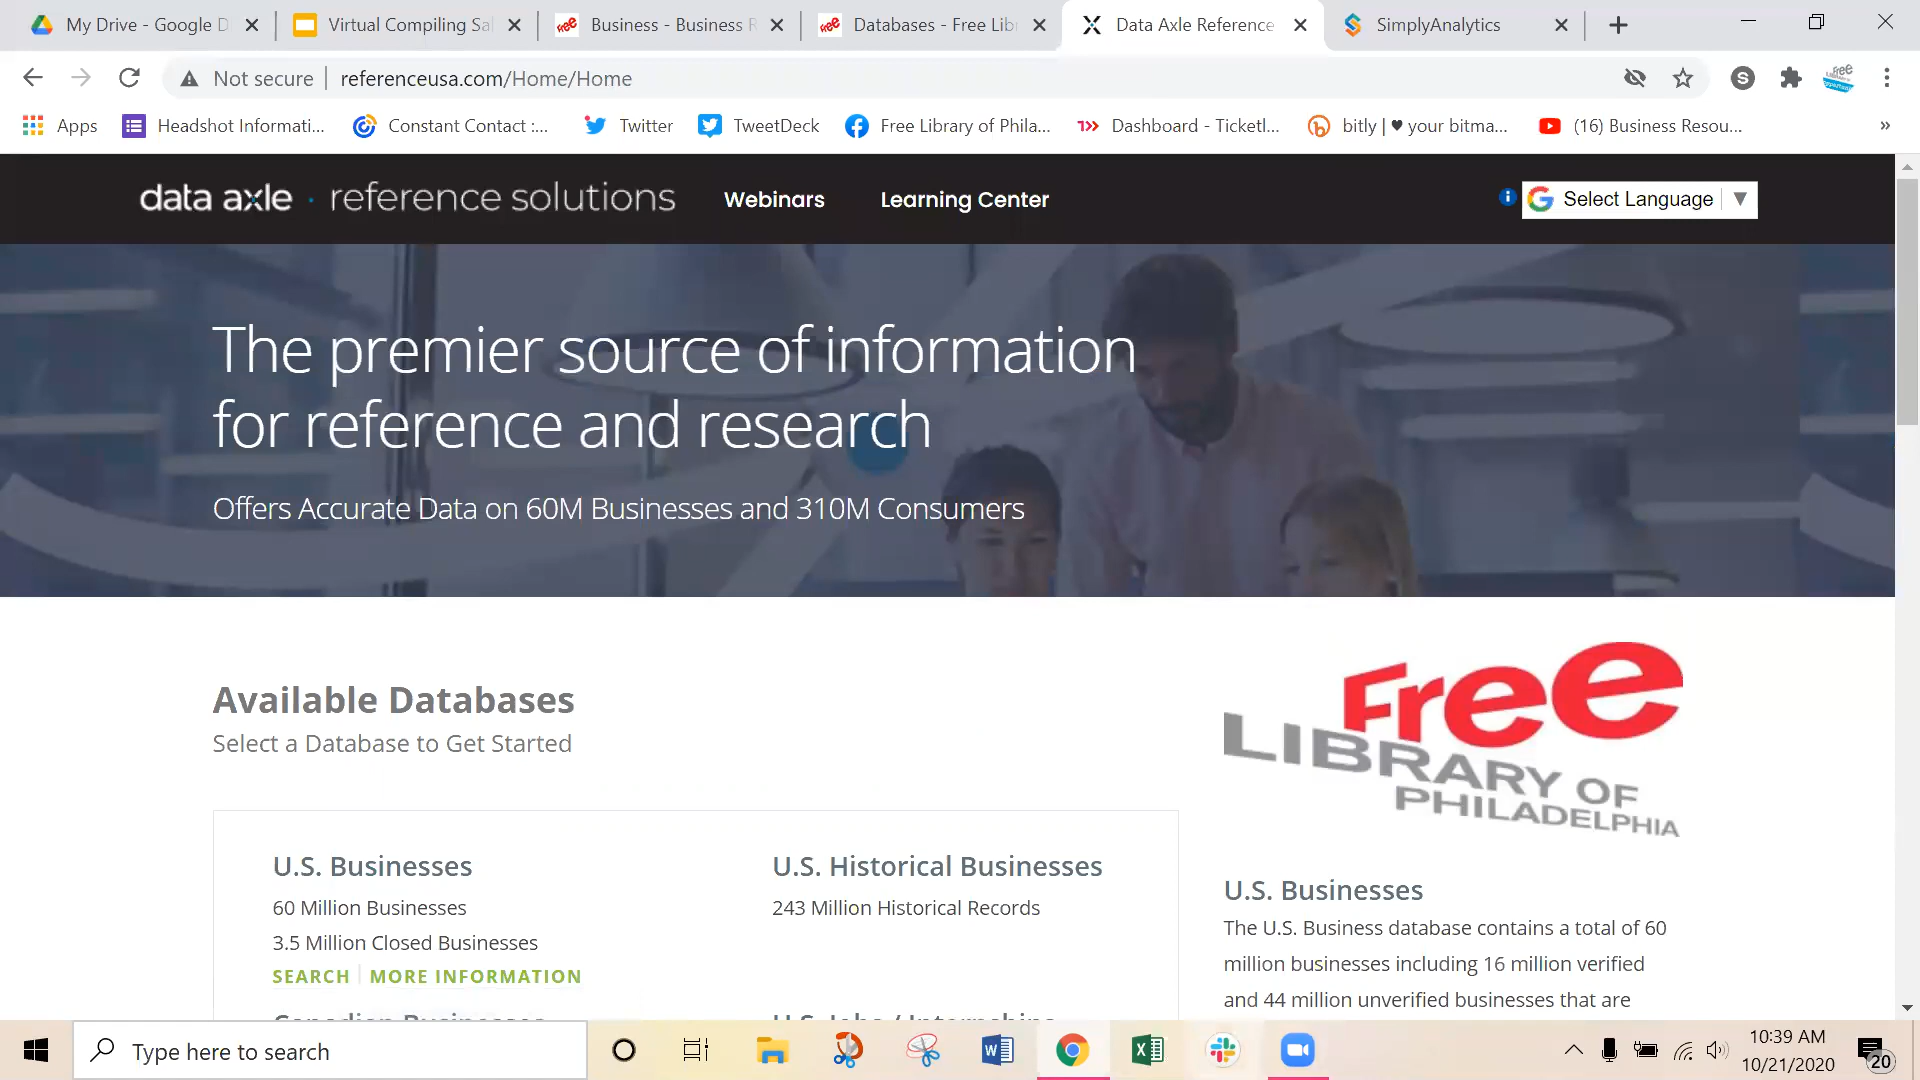 My Drive - Google D
Virtual Compiling Sal
Business - Business R
Databases - Free Libr
Data Axle Reference
SimplyAnalytics
Not secure
referenceusa.com/Home/Home
S
Apps
Headshot Informati...
Constant Contact :...
Twitter
TweetDeck
Free Library of Phila...
Dashboard - Ticketl...
bitly | ♥ your bitma...
(16) Business Resou...
»
data axle · reference solutions
Webinars
Learning Center
Select Language ▼
The premier source of information
for reference and research
Offers Accurate Data on 60M Businesses and 310M Consumers
Available Databases
Select a Database to Get Started
Free
LIBRARY OF
PHILADELPHIA
U.S. Businesses
60 Million Businesses
3.5 Million Closed Businesses
SEARCH | MORE INFORMATION
U.S. Historical Businesses
243 Million Historical Records
U.S. Businesses
The U.S. Business database contains a total of 60
million businesses including 16 million verified
and 44 million unverified businesses that are
Canadian Businesses
U.S. Jobs / Internships
Type here to search
10:39 AM
10/21/2020
20